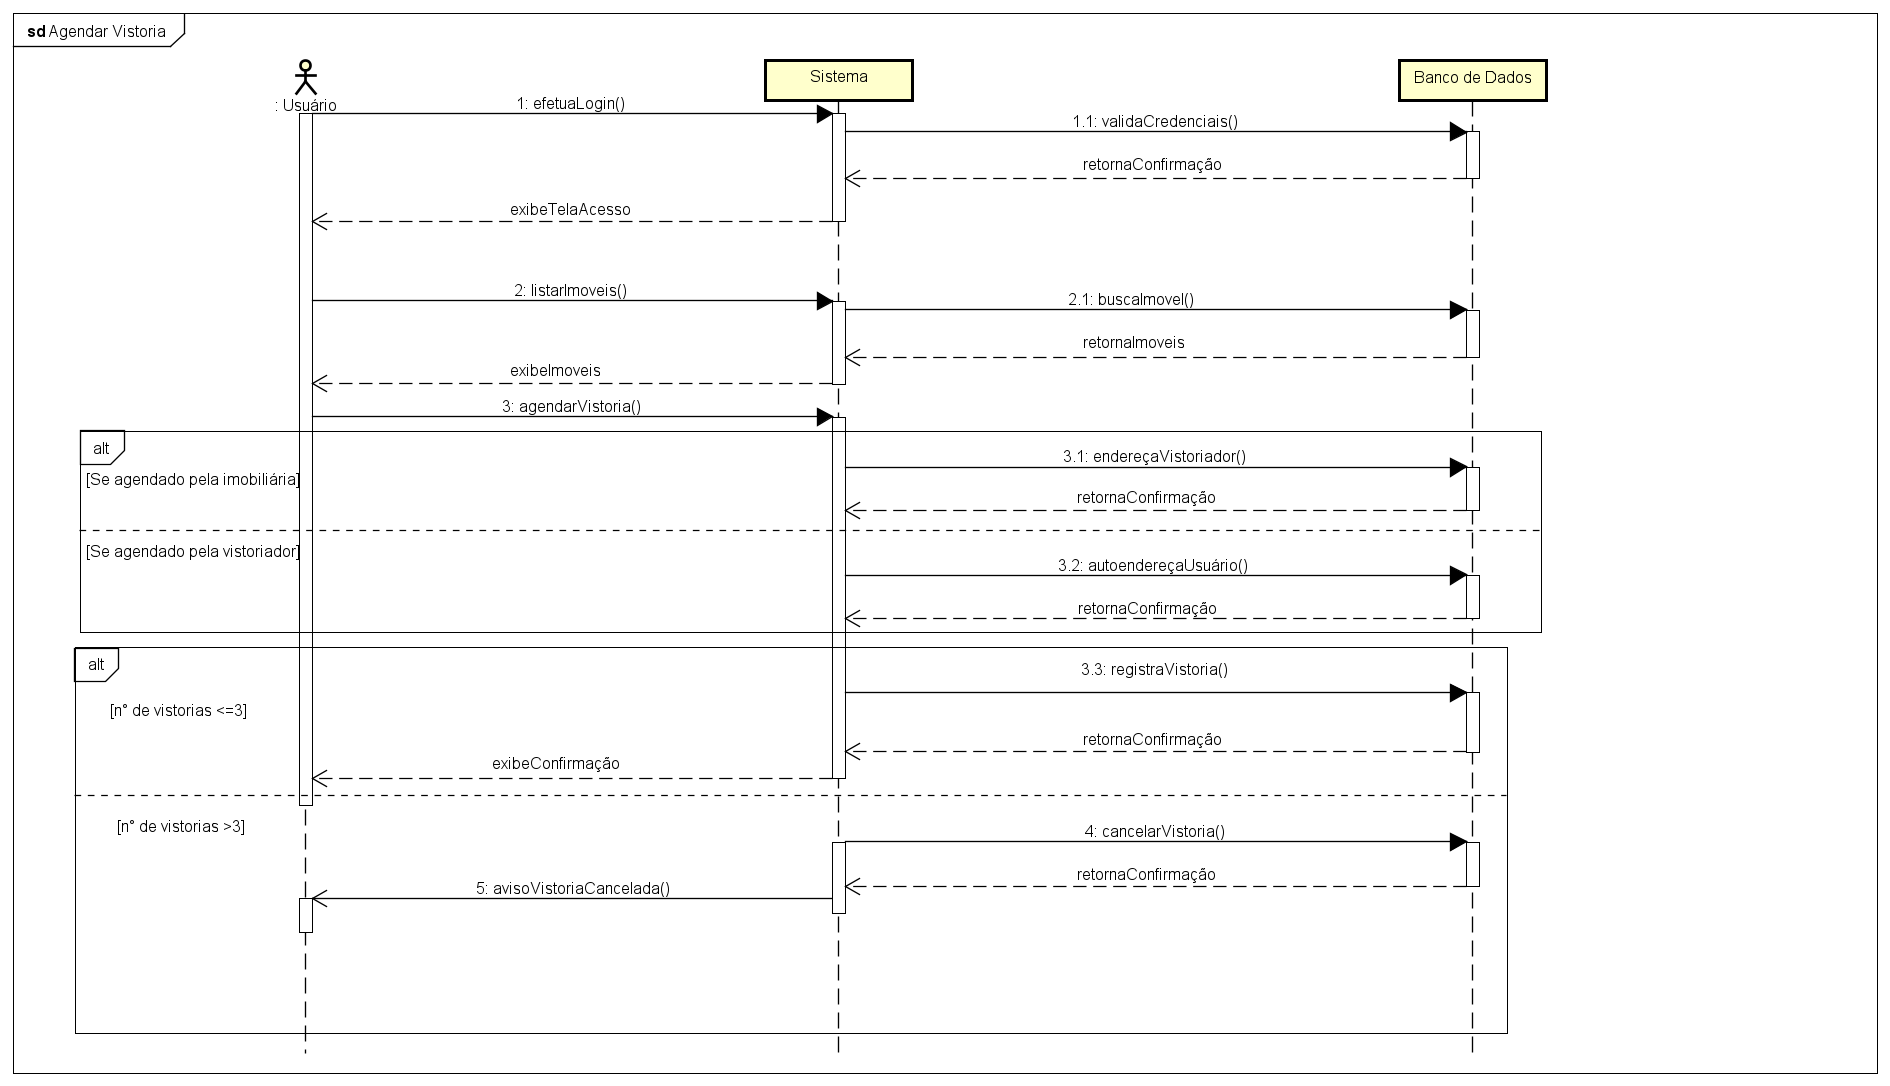 sd Agendar Vistoria
: Usuário
Sistema
Banco de Dados
1: efetuaLogin()
1.1: validaCredenciais()
retornaConfirmação
exibeTelaAcesso
2: listarImoveis()
2.1: buscaImovel()
retornaImoveis
exibeImoveis
3: agendarVistoria()
alt
3.1: endereçaVistoriador()
[Se agendado pela imobiliária]
retornaConfirmação
[Se agendado pela vistoriador]
3.2: autoendereçaUsuário()
retornaConfirmação
alt
3.3: registraVistoria()
[n° de vistorias <=3]
retornaConfirmação
exibeConfirmação
[n° de vistorias >3]
4: cancelarVistoria()
retornaConfirmação
5: avisoVistoriaCancelada()